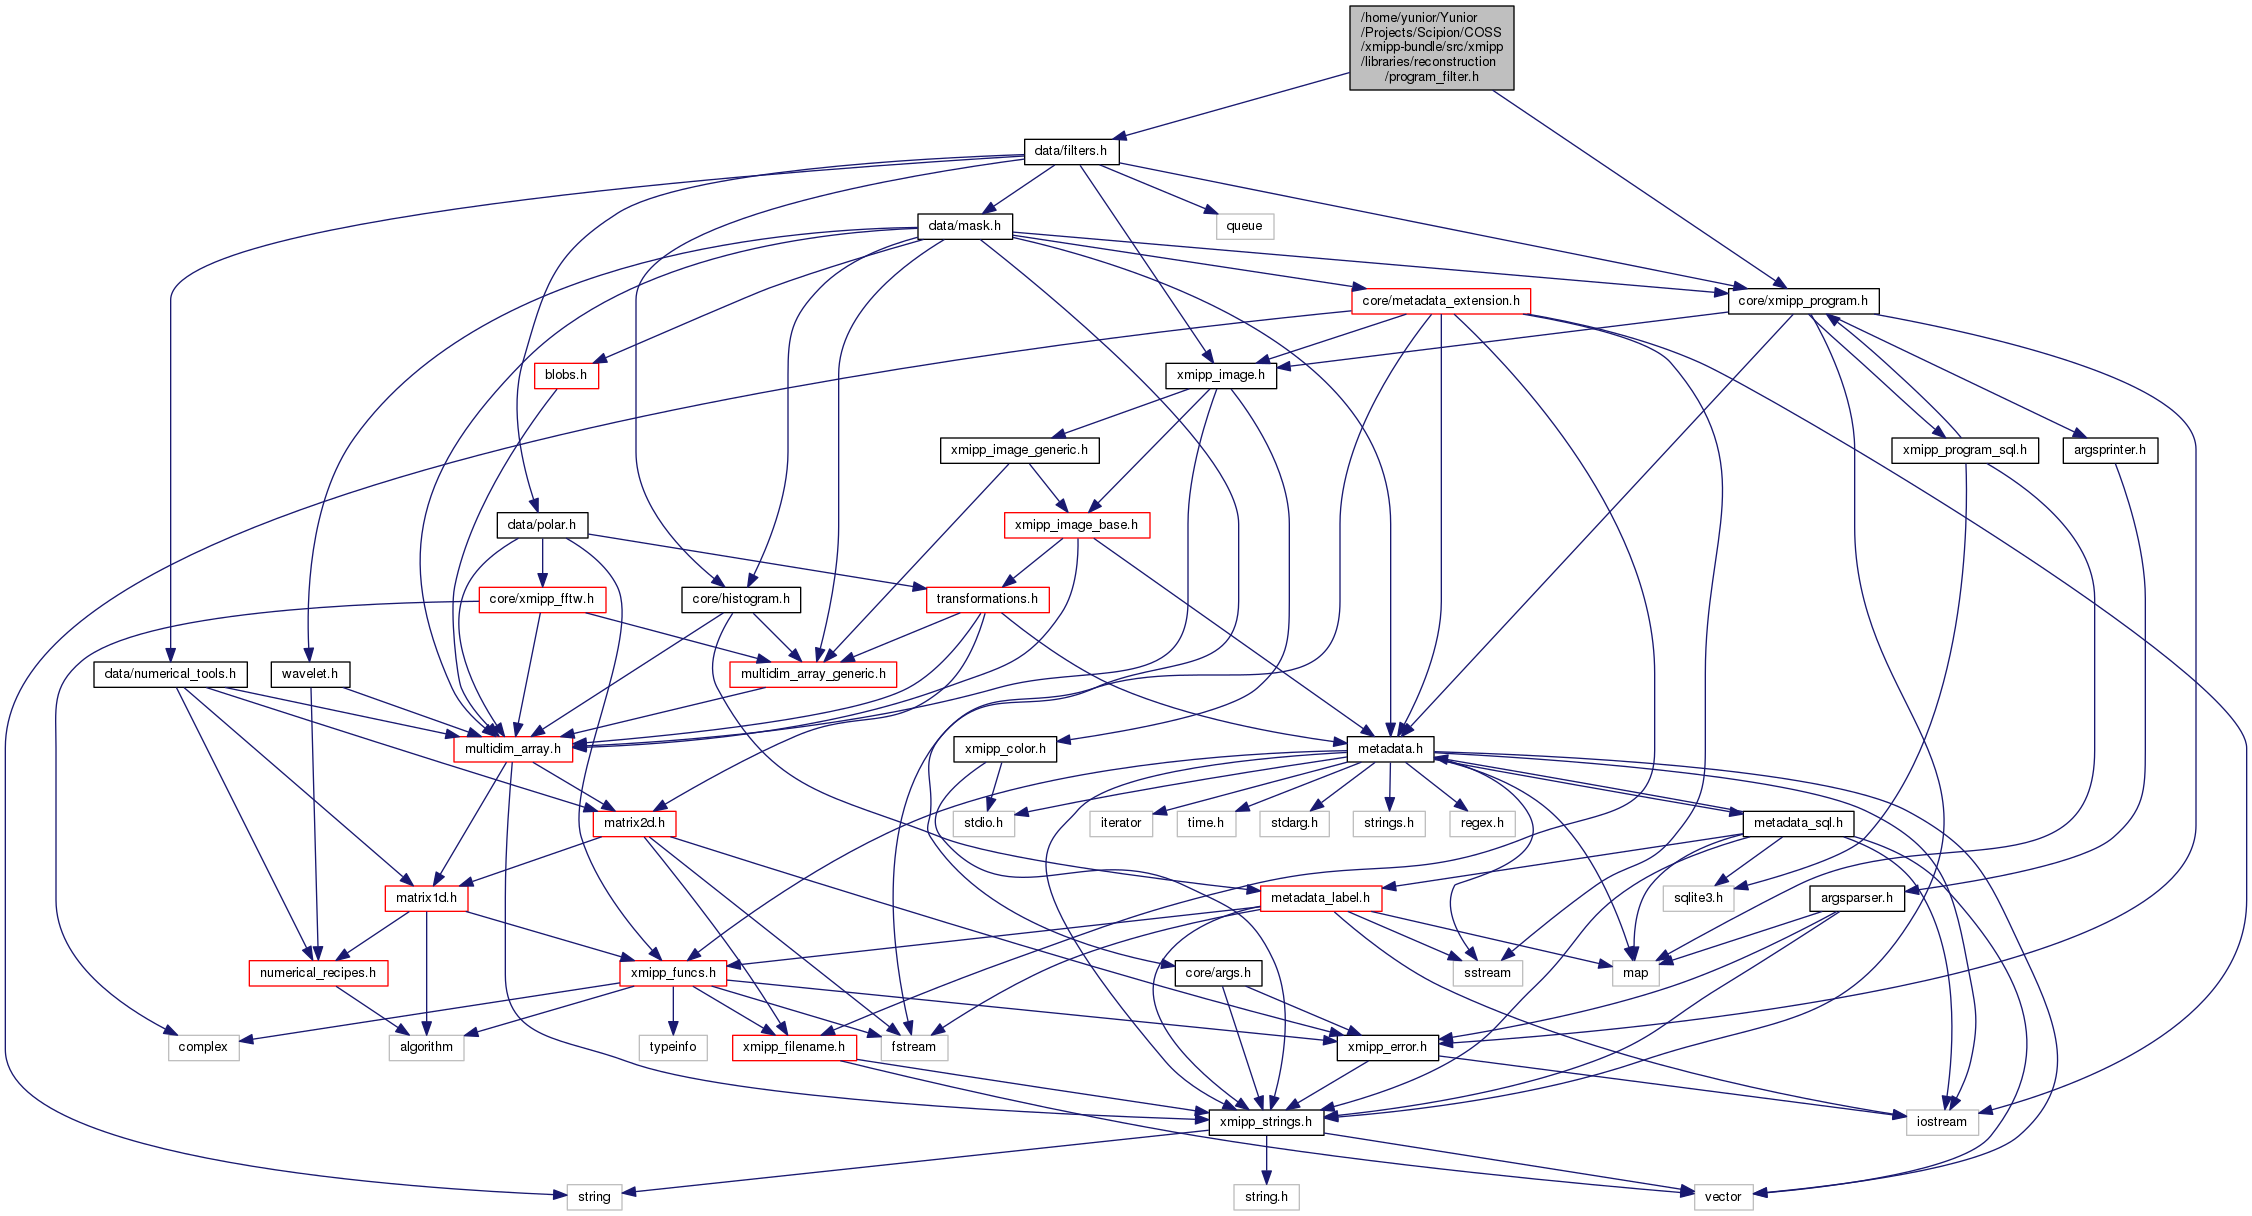 /home/yunior/Yunior
/Projects/Scipion/COSS
/xmipp-bundle/src/xmipp
/libraries/reconstruction
/program_filter.h
data/filters.h
data/mask.h
queue
core/metadata_extension.h
core/xmipp_program.h
blobs.h
xmipp_image.h
xmipp_image_generic.h
xmipp_program_sql.h
argsprinter.h
data/polar.h
xmipp_image_base.h
core/xmipp_fftw.h
core/histogram.h
transformations.h
data/numerical_tools.h
wavelet.h
multidim_array_generic.h
multidim_array.h
xmipp_color.h
metadata.h
matrix2d.h
stdio.h
iterator
time.h
stdarg.h
strings.h
regex.h
metadata_sql.h
matrix1d.h
metadata_label.h
sqlite3.h
argsparser.h
numerical_recipes.h
xmipp_funcs.h
core/args.h
sstream
map
complex
algorithm
typeinfo
xmipp_filename.h
fstream
xmipp_error.h
xmipp_strings.h
iostream
string
string.h
vector